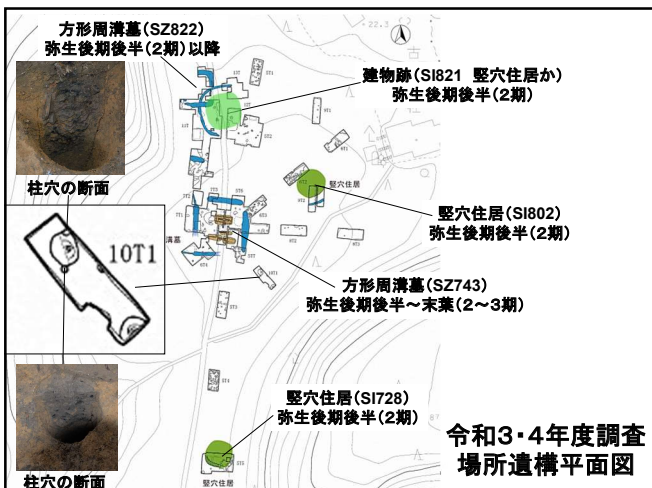 方形周溝墓(SZ822)
弥生後期後半(2期)以降
22.3
建物跡(SI821 竪穴住居か)
弥生後期後半(2期)
柱穴の断面
竪穴住居
竪穴住居(SI802)
弥生後期後半(2期)
溝墓
10T1
10T1
方形周溝墓(SZ743)
弥生後期後半～末葉(2～3期)
竪穴住居(SI728)
弥生後期後半(2期)
柱穴の断面
竪穴住居
令和3・4年度調査
場所遺構平面図